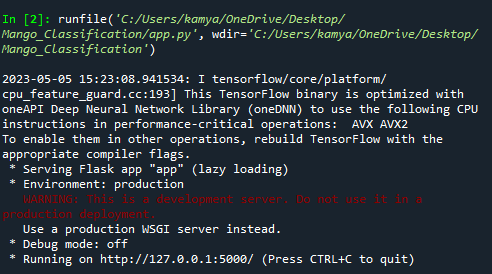 In [2]: runfile('C:/Users/kamya/OneDrive/Desktop/
Mango_Classification/app.py', wdir='C:/Users/kamya/OneDrive/Desktop/
Mango_Classification')
2023-05-05 15:23:08.941534: I tensorflow/core/platform/
cpu_feature_guard.cc:193] This TensorFlow binary is optimized with
oneAPI Deep Neural Network Library (oneDNN) to use the following CPU
instructions in performance-critical operations:  AVX AVX2
To enable them in other operations, rebuild TensorFlow with the
appropriate compiler flags.
 * Serving Flask app "app" (lazy loading)
 * Environment: production
   WARNING: This is a development server. Do not use it in a
production deployment.
   Use a production WSGI server instead.
 * Debug mode: off
 * Running on http://127.0.0.1:5000/ (Press CTRL+C to quit)